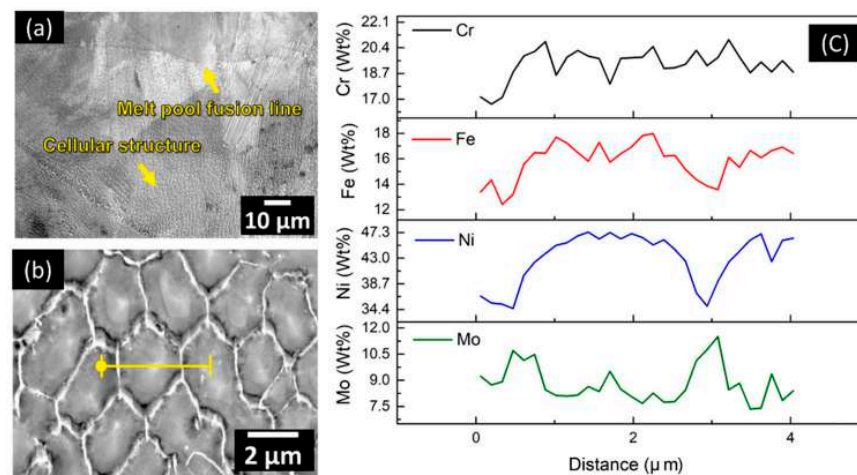 (a)
Melt pool fusion line
Cellular structure
10 μm
(b)
2 μm
(C)
Cr (Wt%)
22.1
20.4
18.7
17.0
Cr
Fe (Wt%)
18
16
14
12
Fe
Ni (Wt%)
47.3
43.0
38.7
34.4
Ni
Mo (Wt%)
12.0
10.5
9.0
7.5
Mo
0 2 4
Distance (μm)